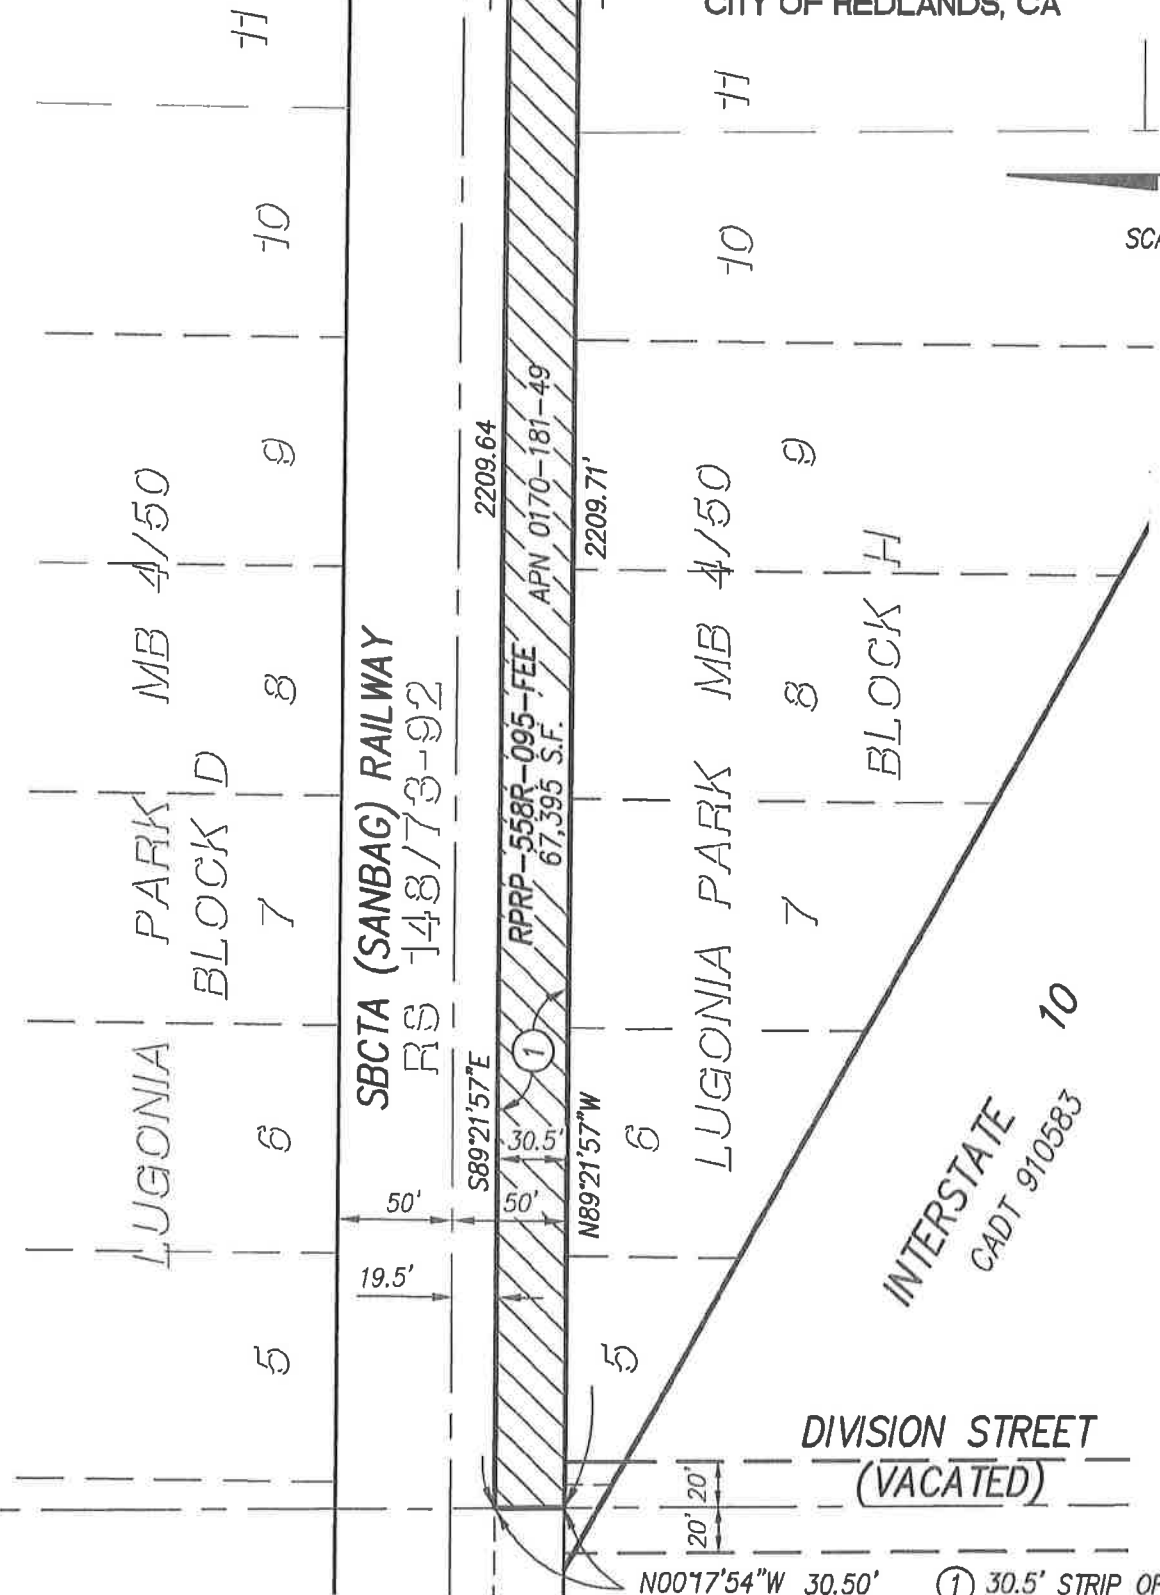 CITY OF REDLANDS, CA
11
10
9
8
7
6
5
LUGONIA PARK MB 4/50
BLOCK D
SBCTA (SANBAG) RAILWAY
RS 148/73-92
2209.64
APN 0170-181-49
2209.71'
RPRP-558R-095-FEE
67,395 S.F.
1
S89°21'57"E
30.5'
N89°21'57"W
50'
50'
19.5'
11
10
9
8
7
6
5
LUGONIA PARK MB 4/50
BLOCK H
INTERSTATE 10
CADT 910583
DIVISION STREET
(VACATED)
20'
20'
N00°17'54"W 30.50'
1 30.5' STRIP